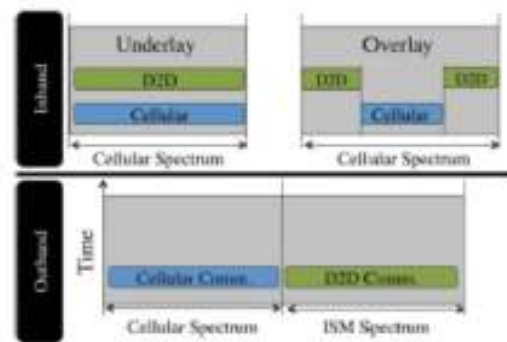 Inband
Underlay
D2D
Cellular
Cellular Spectrum
Overlay
D2D
D2D
Cellular
Cellular Spectrum
Outband
Time
Cellular Comm.
D2D Comm.
Cellular Spectrum
ISM Spectrum